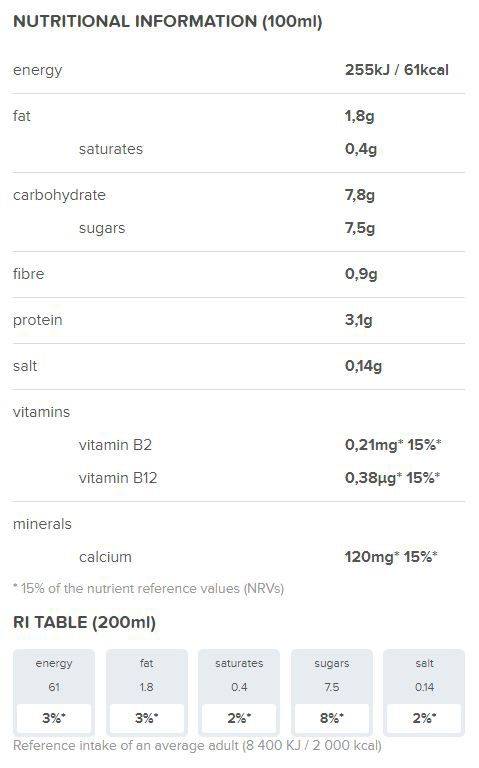 NUTRITIONAL INFORMATION (100ml)
energy 255kJ / 61kcal
fat 1,8g
saturates 0,4g
carbohydrate 7,8g
sugars 7,5g
fibre 0,9g
protein 3,1g
salt 0,14g
vitamins
vitamin B2 0,21mg* 15%*
vitamin B12 0,38µg* 15%*
minerals
calcium 120mg* 15%*
* 15% of the nutrient reference values (NRVs)
RI TABLE (200ml)
energy fat saturates sugars salt
61 1.8 0.4 7.5 0.14
3%* 3%* 2%* 8%* 2%*
Reference intake of an average adult (8 400 KJ / 2 000 kcal)